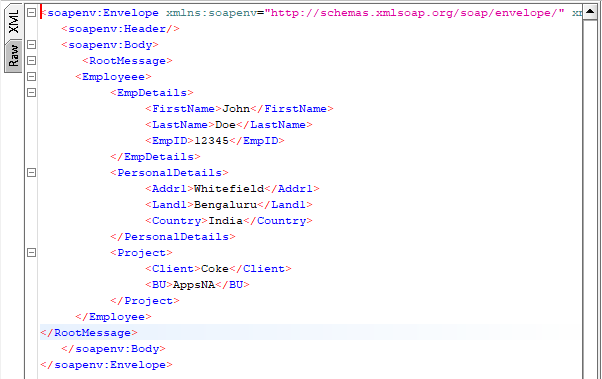 XML
Raw
<soapenv:Envelope xmlns:soapenv="http://schemas.xmlsoap.org/soap/envelope/"
<soapenv:Header/>
<soapenv:Body>
<RootMessage>
<Employeee>
<EmpDetails>
<FirstName>John</FirstName>
<LastName>Doe</LastName>
<EmpID>12345</EmpID>
</EmpDetails>
<PersonalDetails>
<Addr1>Whitefield</Addr1>
<Land1>Bengaluru</Land1>
<Country>India</Country>
</PersonalDetails>
<Project>
<Client>Coke</Client>
<BU>AppsNA</BU>
</Project>
</Employee>
</RootMessage>
</soapenv:Body>
</soapenv:Envelope>